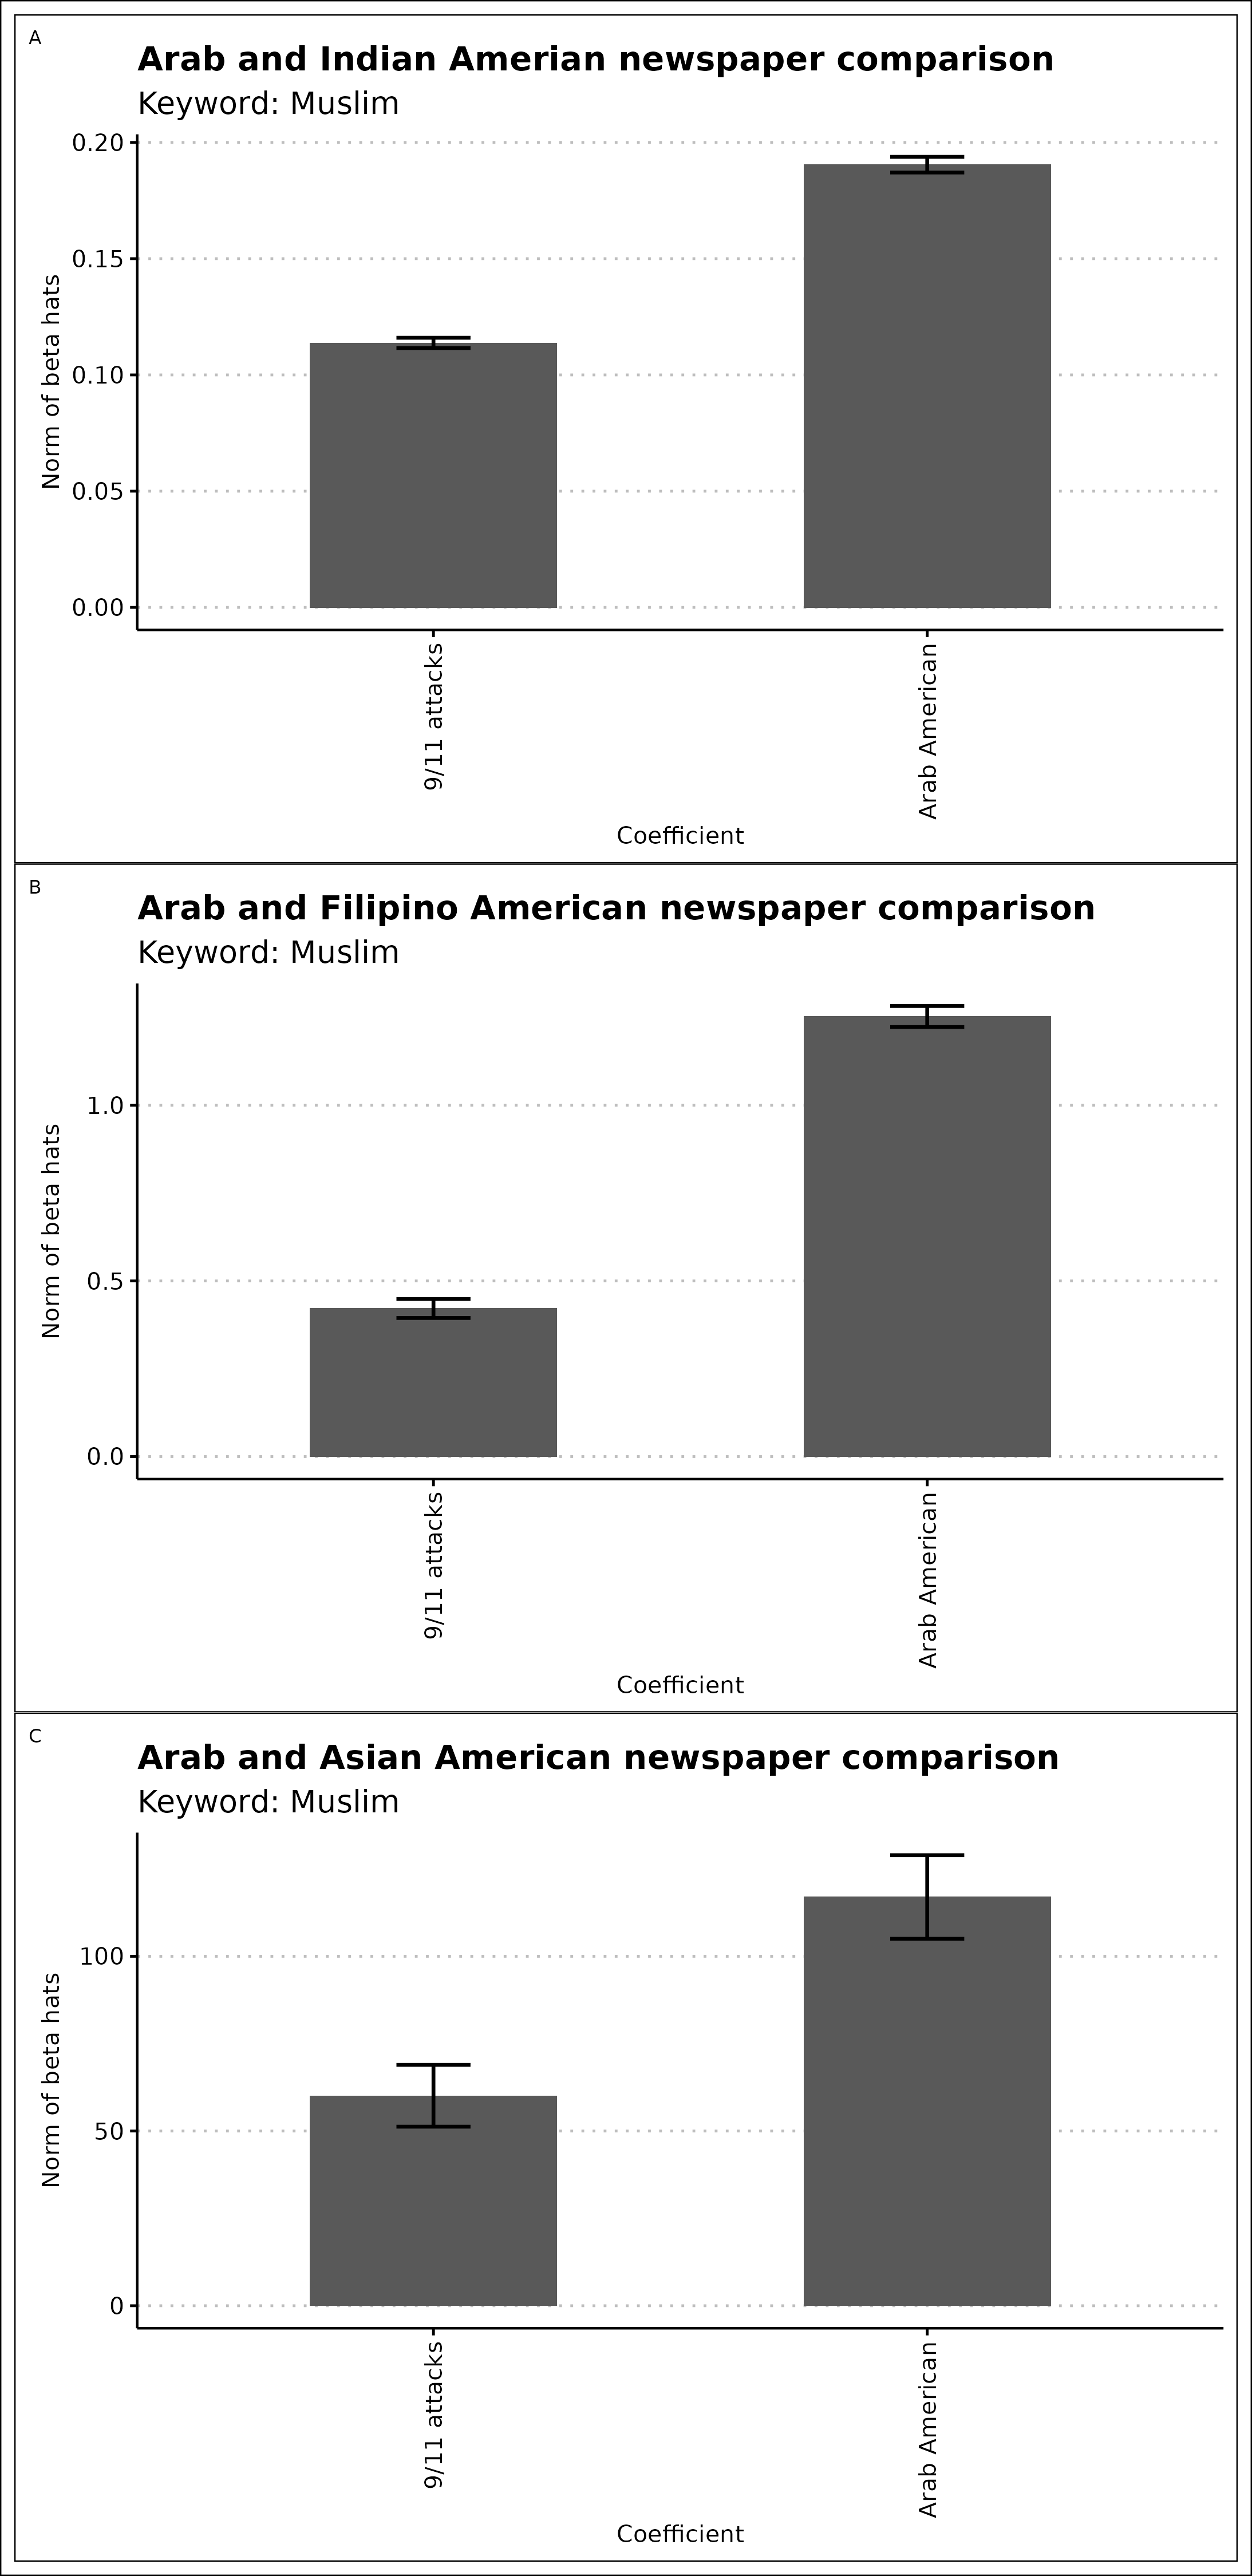 A
Arab and Indian Amerian newspaper comparison
Keyword: Muslim
Norm of beta hats
0.20
0.15
0.10
0.05
0.00
9/11 attacks
Arab American
Coefficient
B
Arab and Filipino American newspaper comparison
Keyword: Muslim
Norm of beta hats
1.0
0.5
0.0
9/11 attacks
Arab American
Coefficient
C
Arab and Asian American newspaper comparison
Keyword: Muslim
Norm of beta hats
100
50
0
9/11 attacks
Arab American
Coefficient